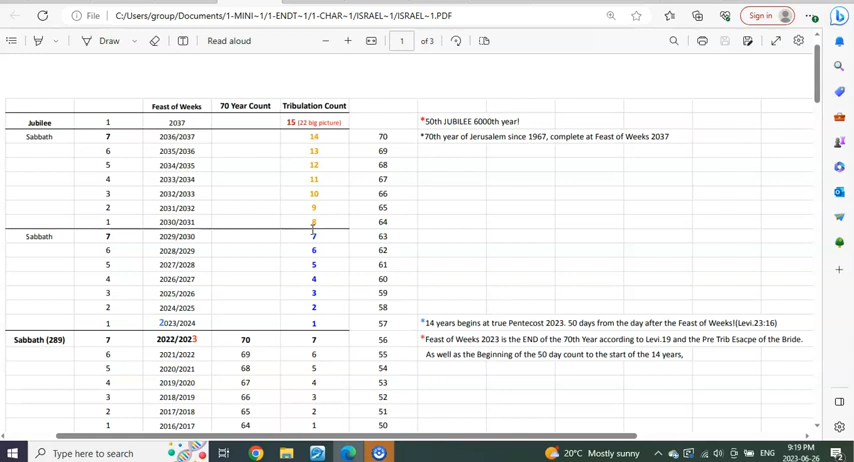 File C:/Users/group/Documents/1-MINI~1/1-ENDT~1/1-CHAR~1/ISRAEL~1/ISRAEL~1.PDF Sign in
Draw Read aloud 1 of 3
Feast of Weeks 70 Year Count Tribulation Count
Jubilee 1 2037 15 (22 big picture) *50th JUBILEE 6000th year!
Sabbath 7 2036/2037 14 70 *70th year of Jerusalem since 1967, complete at Feast of Weeks 2037
6 2035/2036 13 69
5 2034/2035 12 68
4 2033/2034 11 67
3 2032/2033 10 66
2 2031/2032 9 65
1 2030/2031 8 64
Sabbath 7 2029/2030 7 63
6 2028/2029 6 62
5 2027/2028 5 61
4 2026/2027 4 60
3 2025/2026 3 59
2 2024/2025 2 58
1 2023/2024 1 57 *14 years begins at true Pentecost 2023. 50 days from the day after the Feast of Weeks!(Levi.23:16)
Sabbath (289) 7 2022/2023 70 7 56 *Feast of Weeks 2023 is the END of the 70th Year according to Levi.19 and the Pre Trib Esacpe of the Bride.
6 2021/2022 69 6 55 As well as the Beginning of the 50 day count to the start of the 14 years,
5 2020/2021 68 5 54
4 2019/2020 67 4 53
3 2018/2019 66 3 52
2 2017/2018 65 2 51
1 2016/2017 64 1 50
Type here to search 20°C Mostly sunny ENG 9:19 PM
2023-06-26